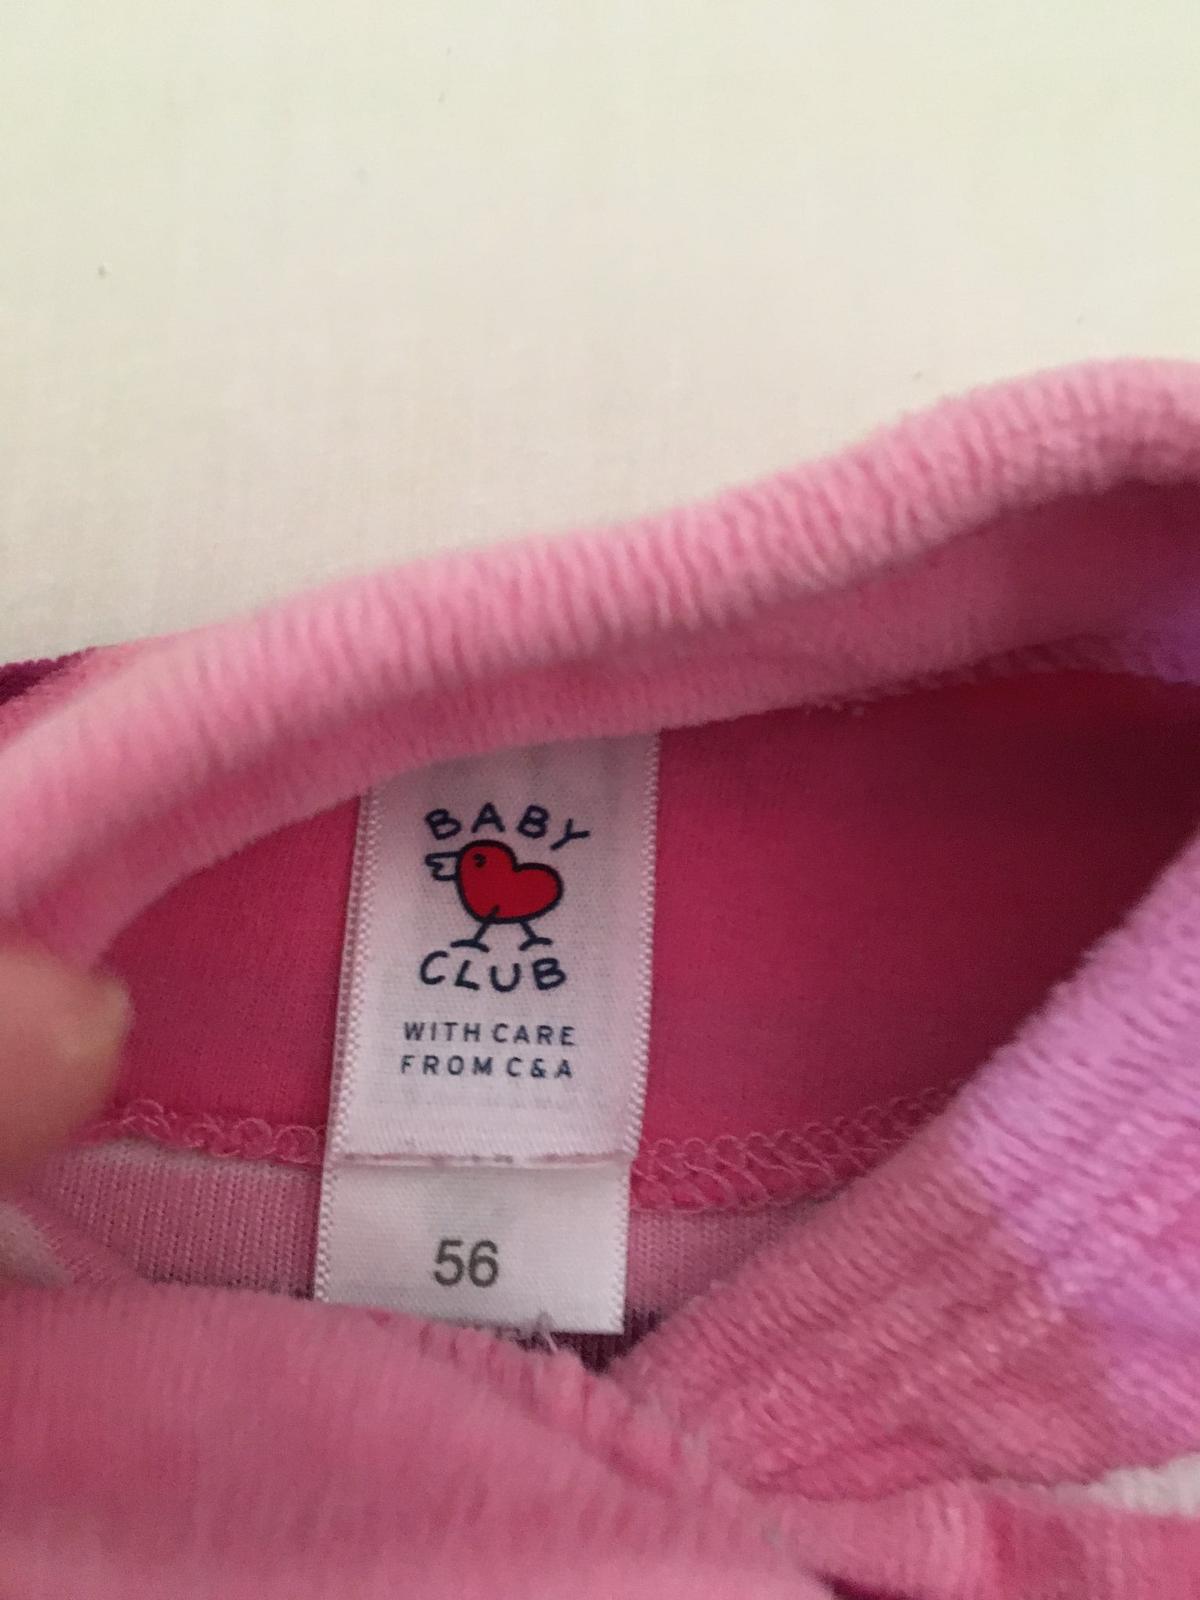 BABY
CLUB
WITH CARE
FROM C&A
56